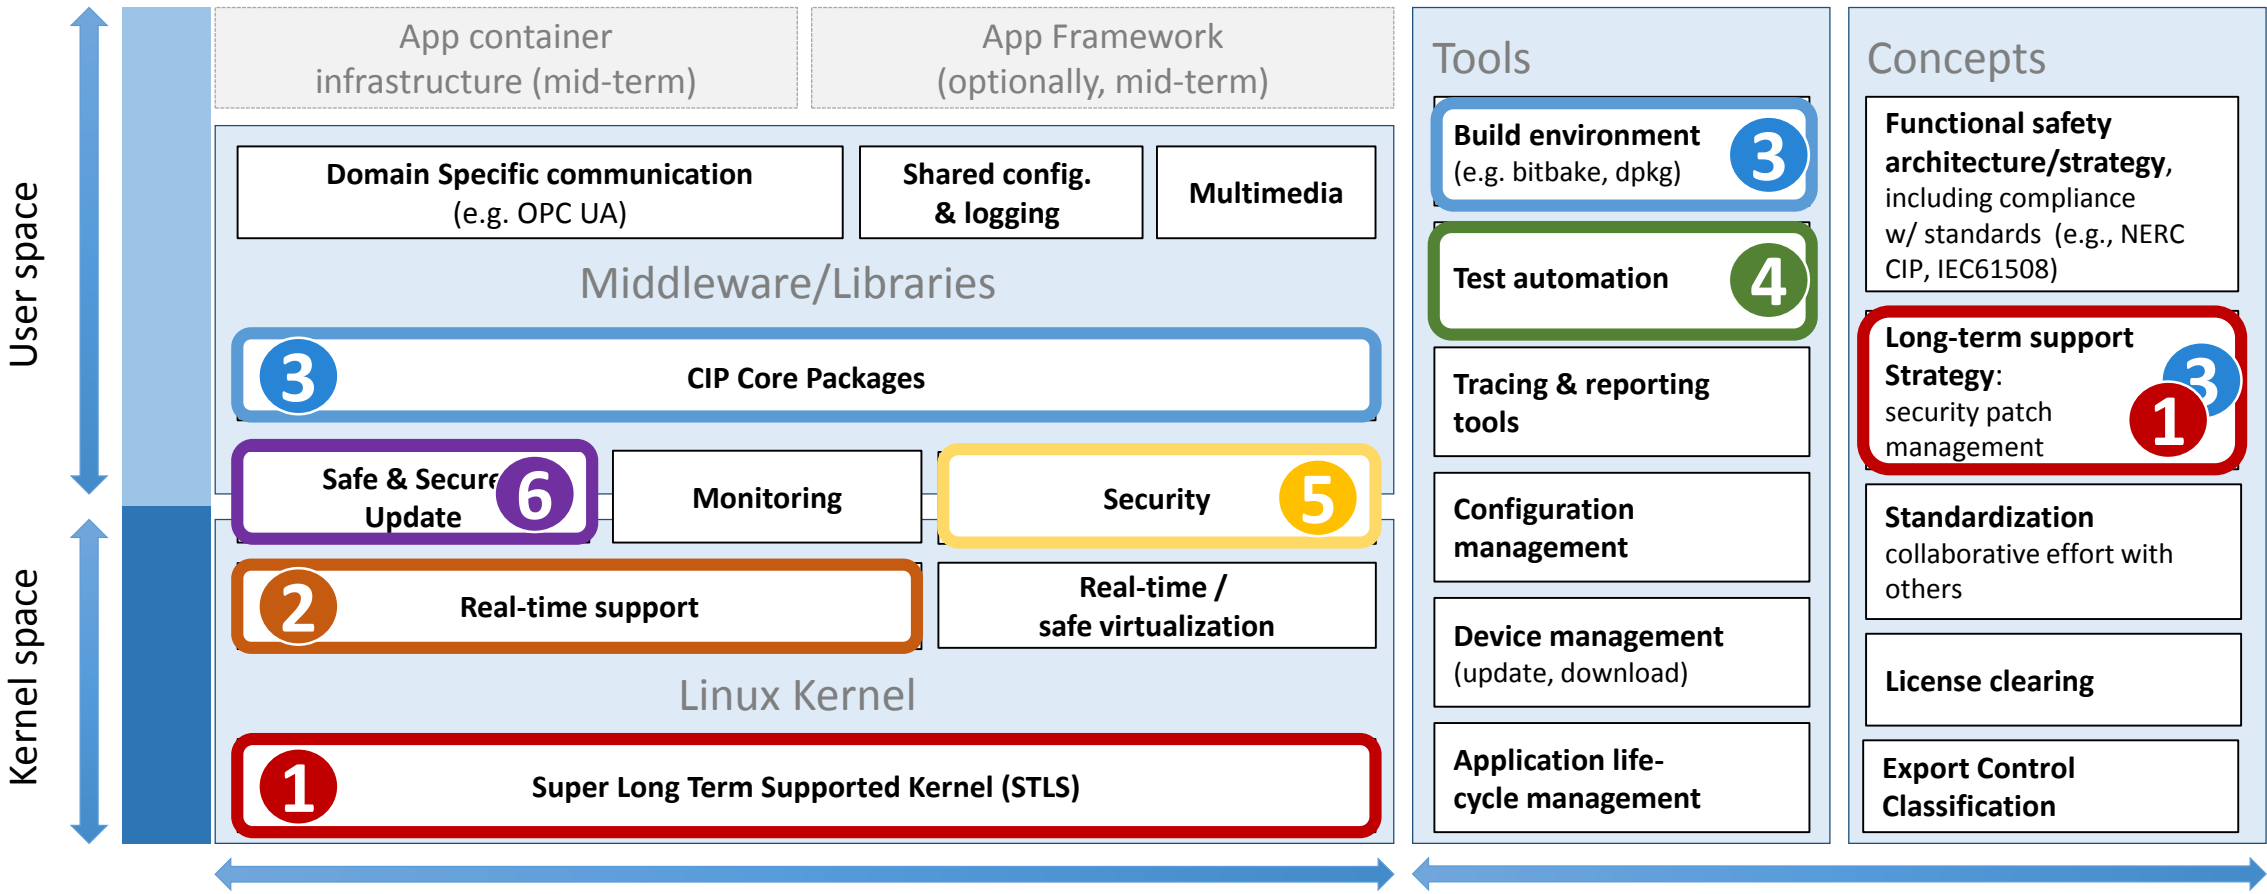 User space
Kernel space
App container
infrastructure (mid-term)
App Framework
(optionally, mid-term)
Domain Specific communication
(e.g. OPC UA)
Shared config.
& logging
Multimedia
Middleware/Libraries
3
CIP Core Packages
Safe & Secure
Update
6
Monitoring
Security
5
2
Real-time support
Real-time /
safe virtualization
Linux Kernel
1
Super Long Term Supported Kernel (STLS)
Tools
Build environment
(e.g. bitbake, dpkg)
3
Test automation
4
Tracing & reporting
tools
Configuration
management
Device management
(update, download)
Application life-
cycle management
Concepts
Functional safety
architecture/strategy,
including compliance
w/ standards (e.g., NERC
CIP, IEC61508)
Long-term support
Strategy:
security patch
management
3
1
Standardization
collaborative effort with
others
License clearing
Export Control
Classification